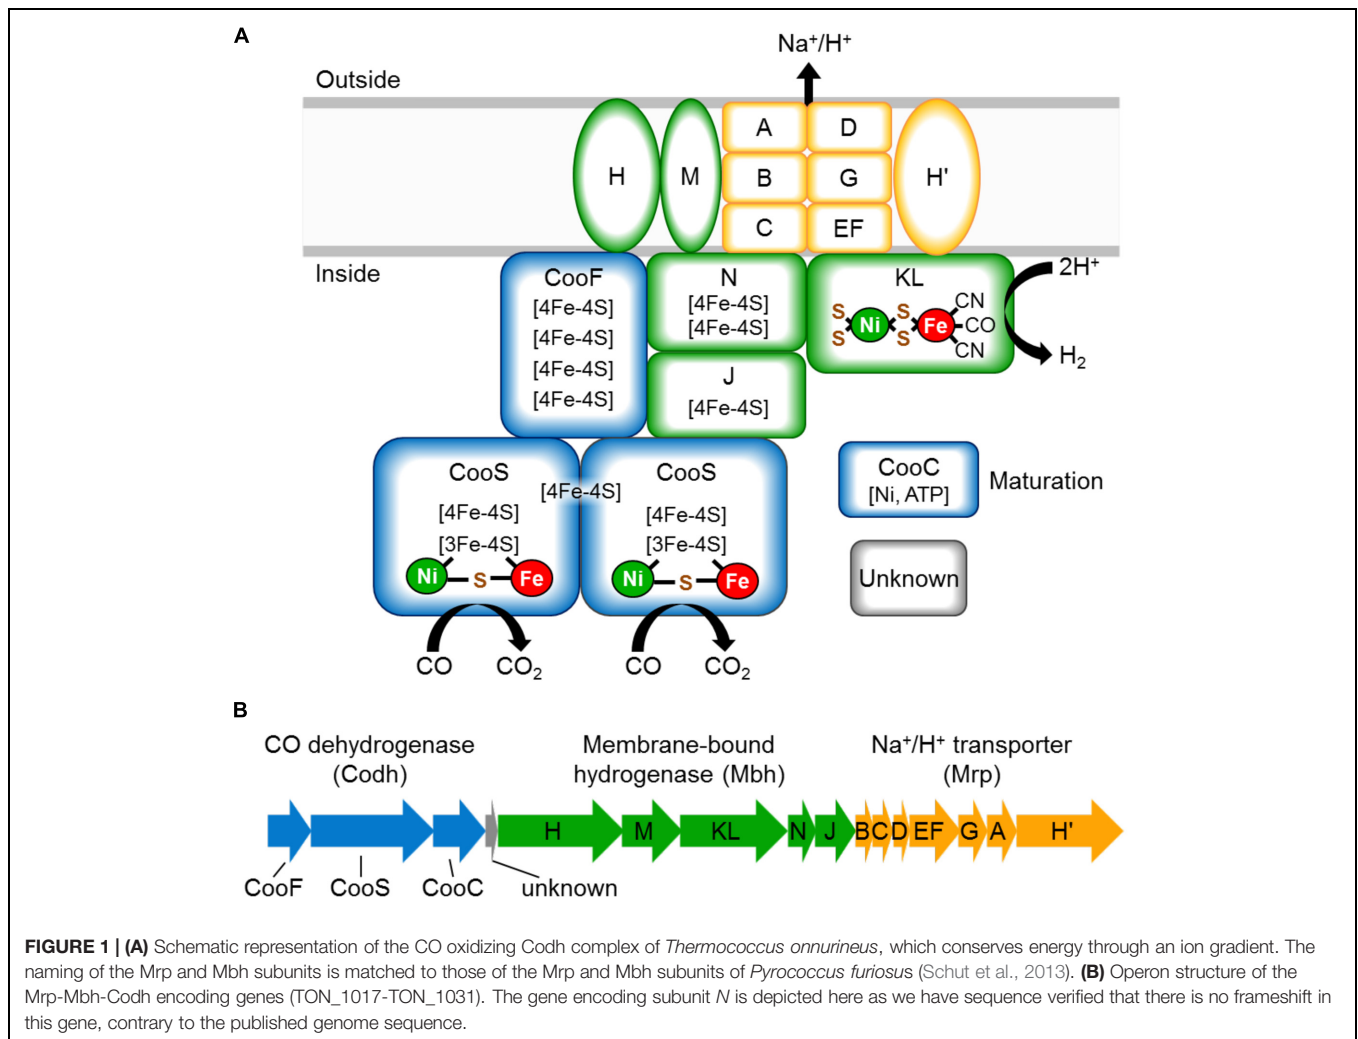 A
Na⁺/H⁺
Outside
A D
H M B G H'
C EF
Inside
CooF N KL 2H⁺
[4Fe-4S] [4Fe-4S] S S CN
[4Fe-4S] [4Fe-4S] Ni Fe CO
S S CN
[4Fe-4S] J H₂
[4Fe-4S] [4Fe-4S]
CooS CooS CooC
[4Fe-4S] [Ni, ATP] Maturation
[4Fe-4S] [4Fe-4S]
[3Fe-4S] [3Fe-4S]
Ni S Fe Ni S Fe Unknown
CO CO₂ CO CO₂
B
CO dehydrogenase Membrane-bound Na⁺/H⁺ transporter
(Codh) hydrogenase (Mbh) (Mrp)
H M KL N J B C D EF G A H'
CooF CooS CooC unknown
FIGURE 1 | (A) Schematic representation of the CO oxidizing Codh complex of Thermococcus onnurineus, which conserves energy through an ion gradient. The
naming of the Mrp and Mbh subunits is matched to those of the Mrp and Mbh subunits of Pyrococcus furiosus (Schut et al., 2013). (B) Operon structure of the
Mrp-Mbh-Codh encoding genes (TON_1017-TON_1031). The gene encoding subunit N is depicted here as we have sequence verified that there is no frameshift in
this gene, contrary to the published genome sequence.